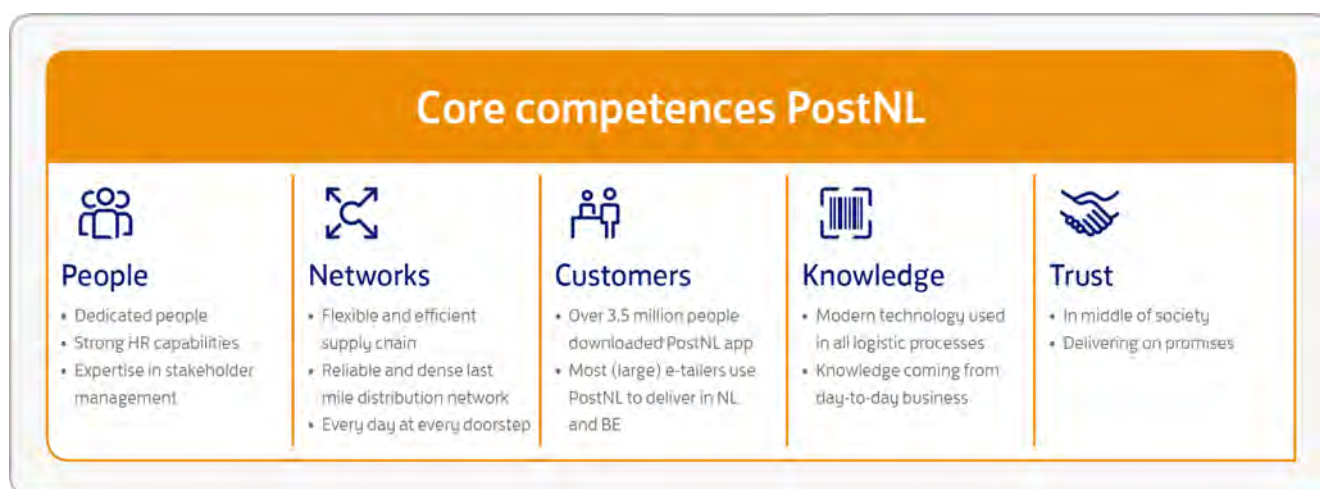 Core competences PostNL
People
• Dedicated people
• Strong HR capabilities
• Expertise in stakeholder
management
Networks
• Flexible and efficient
supply chain
• Reliable and dense last
mile distribution network
• Every day at every doorstep
Customers
• Over 3.5 million people
downloaded PostNL app
• Most (large) e-tailers use
PostNL to deliver in NL
and BE
Knowledge
• Modern technology used
in all logistic processes
• Knowledge coming from
day-to-day business
Trust
• In middle of society
• Delivering on promises